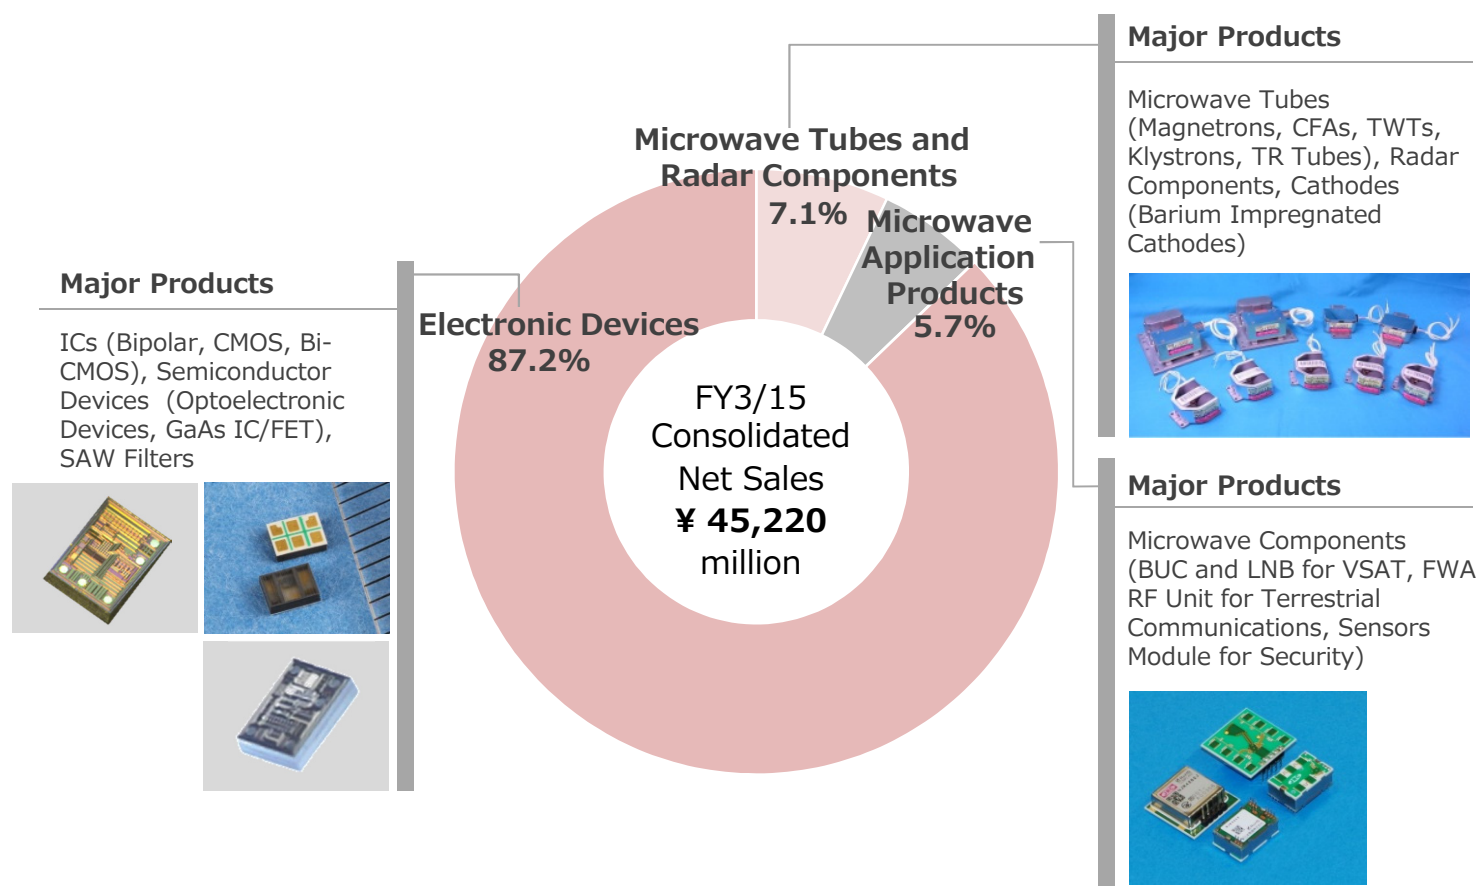 Major Products
Microwave Tubes
(Magnetrons, CFAs, TWTs,
Klystrons, TR Tubes), Radar
Components, Cathodes
(Barium Impregnated
Cathodes)
Microwave Tubes and
Radar Components
7.1%
Microwave
Application
Products
5.7%
Major Products
ICs (Bipolar, CMOS, Bi-
CMOS), Semiconductor
Devices (Optoelectronic
Devices, GaAs IC/FET),
SAW Filters
Electronic Devices
87.2%
FY3/15
Consolidated
Net Sales
¥ 45,220
million
Major Products
Microwave Components
(BUC and LNB for VSAT, FWA
RF Unit for Terrestrial
Communications, Sensors
Module for Security)